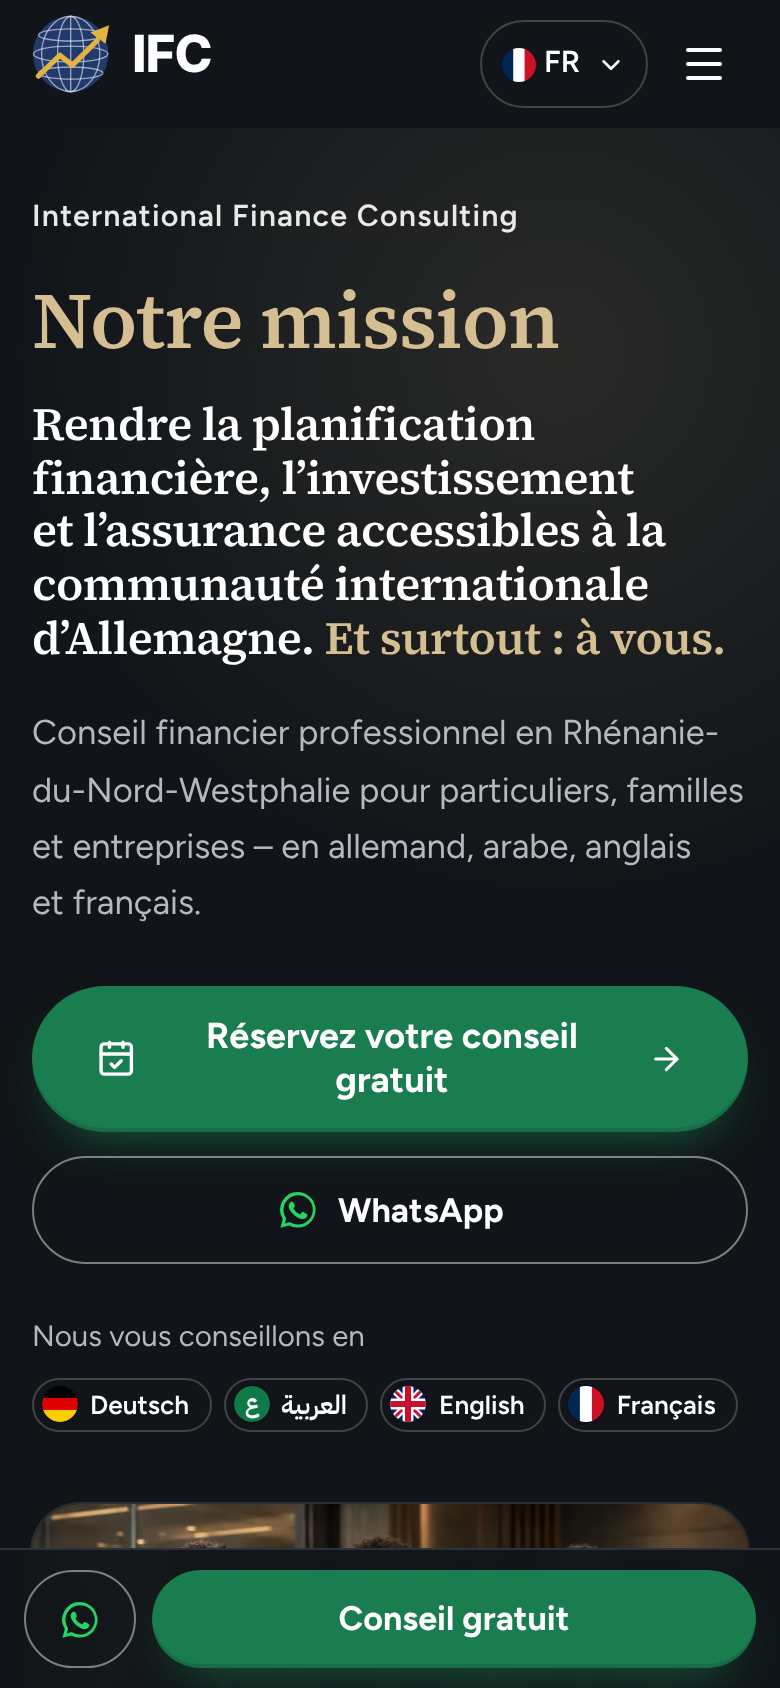 IFC
FR
International Finance Consulting
Notre mission
Rendre la planification
financière, l’investissement
et l’assurance accessibles à la
communauté internationale
d’Allemagne. Et surtout : à vous.
Conseil financier professionnel en Rhénanie-
du-Nord-Westphalie pour particuliers, familles
et entreprises – en allemand, arabe, anglais
et français.
Réservez votre conseil
gratuit
WhatsApp
Nous vous conseillons en
Deutsch ع العربية English Français
Conseil gratuit